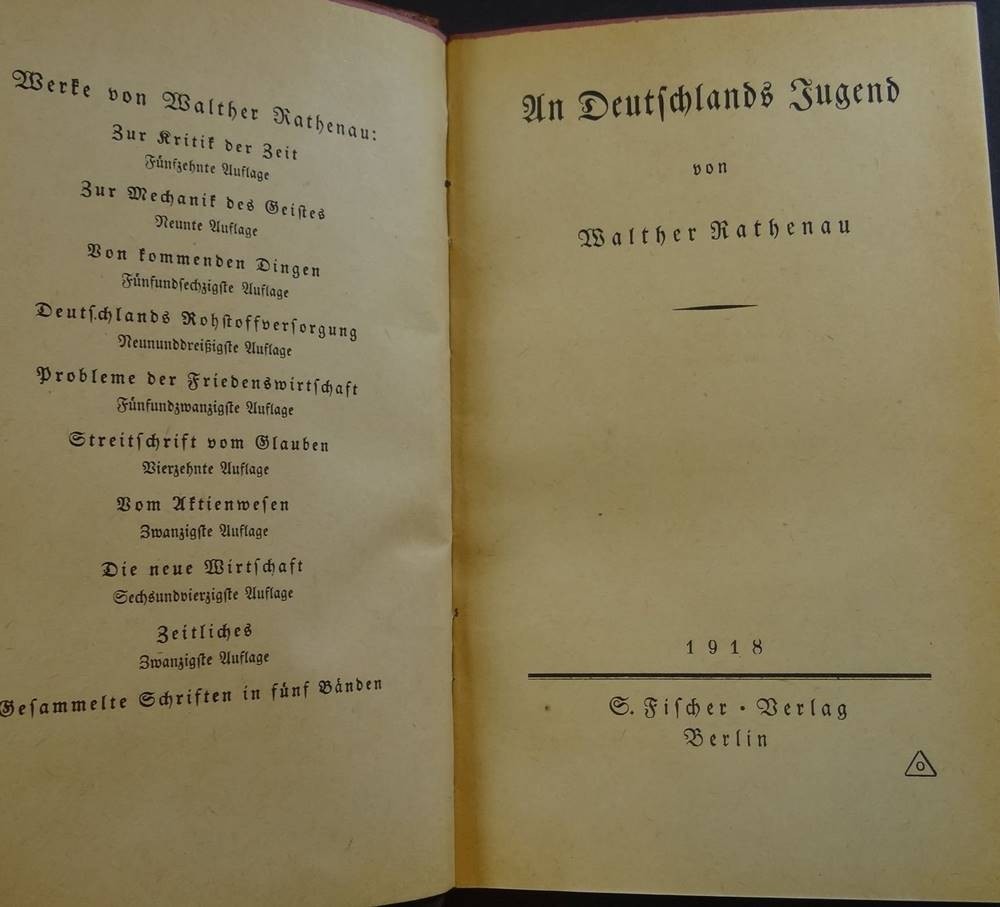 Werke von Walther Rathenau:
Zur Kritik der Zeit
Fünfzehnte Auflage
Zur Mechanik des Geistes
Neunte Auflage
Von kommenden Dingen
Fünfundsechzigste Auflage
Deutschlands Rohstoffversorgung
Neununddreißigste Auflage
Probleme der Friedenswirtschaft
Fünfundzwanzigste Auflage
Streitschrift vom Glauben
Vierzehnte Auflage
Vom Aktienwesen
Zwanzigste Auflage
Die neue Wirtschaft
Sechsundvierzigste Auflage
Zeitliches
Zwanzigste Auflage
Gesammelte Schriften in fünf Bänden
An Deutschlands Jugend
von
Walther Rathenau
1918
S. Fischer · Verlag
Berlin
O